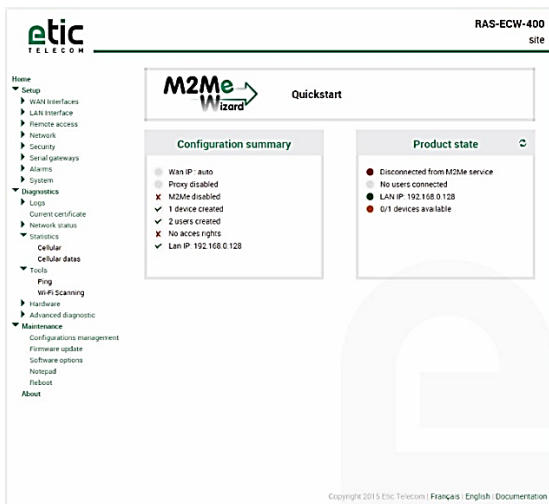 etic
TELECOM
RAS-ECW-400
site
Home
Setup
WAN Interfaces
LAN Interface
Remote access
Network
Security
Serial gateways
Alarms
System
Diagnostics
Logs
Current certificate
Network status
Statistics
Cellular
Cellular datas
Tools
Ping
Wi-Fi Scanning
Hardware
Advanced diagnostic
Maintenance
Configurations management
Firmware update
Software options
Notepad
Reboot
About
M2Me
Wizard
Quickstart
Configuration summary
Wan IP : auto
Proxy disabled
M2Me disabled
1 device created
2 users created
No acces rights
Lan IP: 192.168.0.128
Product state
Disconnected from M2Me service
No users connected
LAN IP: 192.168.0.128
0/1 devices available
Copyright 2015 Etic Telecom | Français | English | Documentation